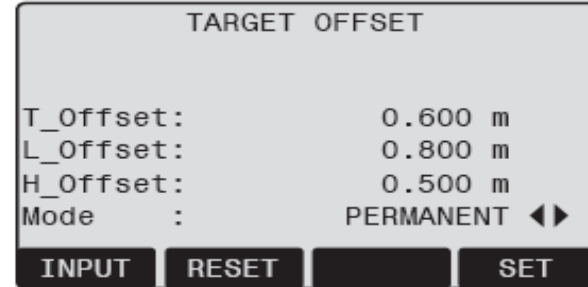 TARGET OFFSET
T_Offset: 0.600 m
L_Offset: 0.800 m
H_Offset: 0.500 m
Mode : PERMANENT ◀▶
INPUT RESET SET